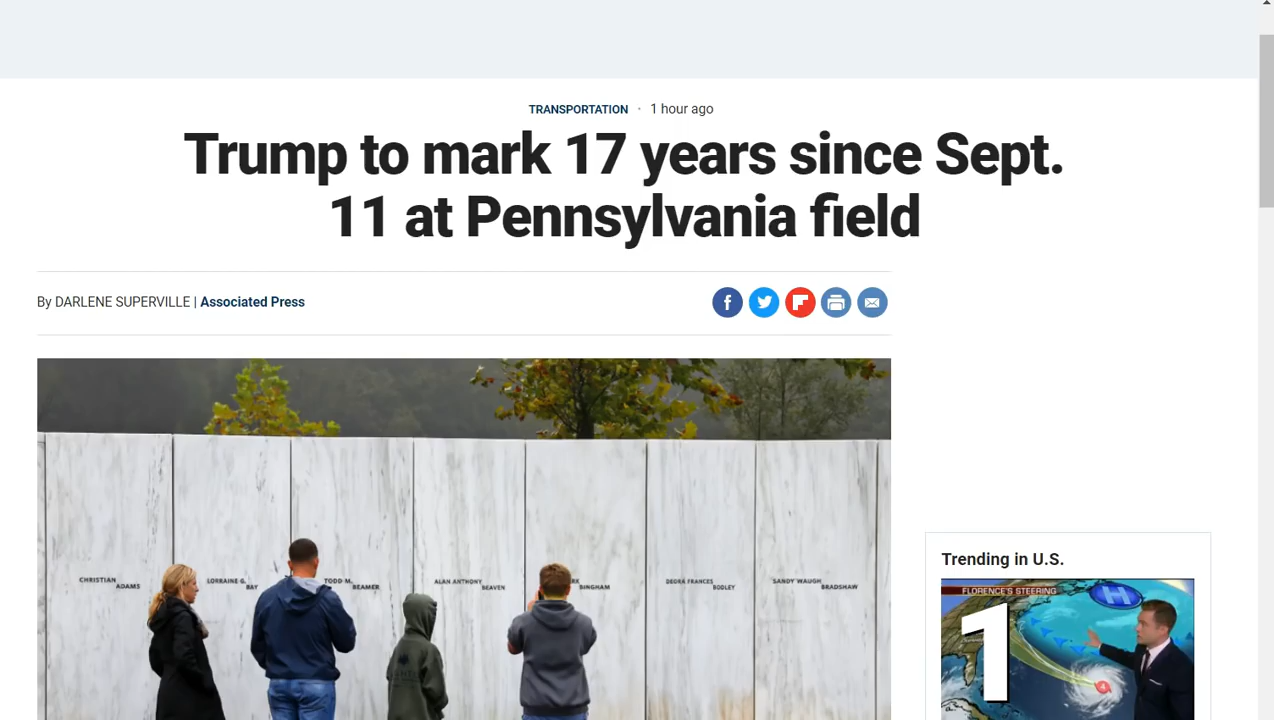 TRANSPORTATION · 1 hour ago
Trump to mark 17 years since Sept.
11 at Pennsylvania field
By DARLENE SUPERVILLE | Associated Press
CHRISTIAN
ADAMS
LORRAINE G.
BAY
TODD M.
BEAMER
ALAN ANTHONY
BEAVEN
BINGHAM
DEORA FRANCES
BODLEY
SANDY WAUGH
BRADSHAW
Trending in U.S.
FLORENCE'S STEERING
H
1
4